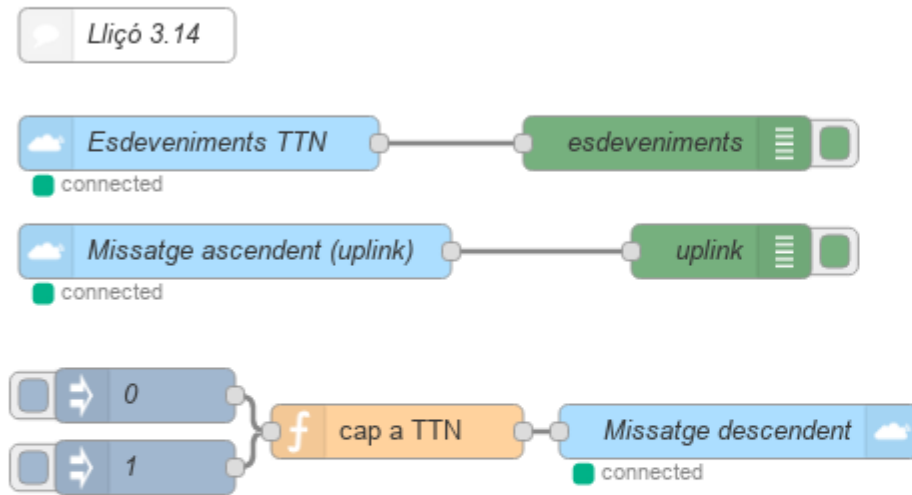 Lliçó 3.14
Esdeveniments TTN
esdeveniments
connected
Missatge ascendent (uplink)
uplink
connected
0
cap a TTN
Missatge descendent
1
connected